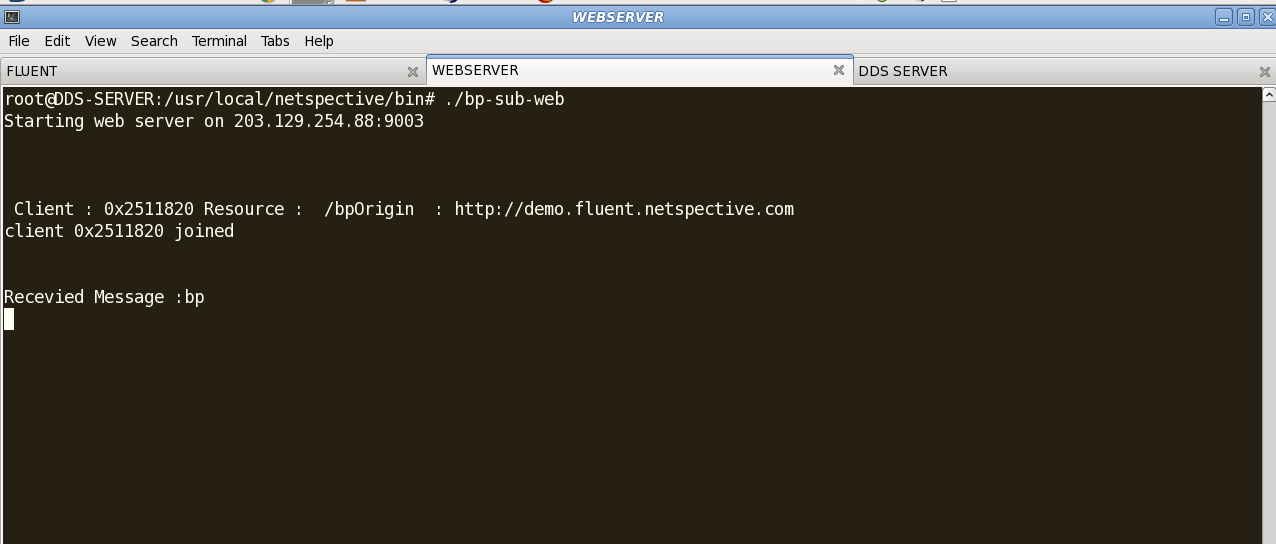 WEBSERVER
File Edit View Search Terminal Tabs Help
FLUENT WEBSERVER DDS SERVER
root@DDS-SERVER:/usr/local/netspective/bin# ./bp-sub-web
Starting web server on 203.129.254.88:9003
Client : 0x2511820 Resource :  /bpOrigin  : http://demo.fluent.netspective.com
client 0x2511820 joined
Recevied Message :bp